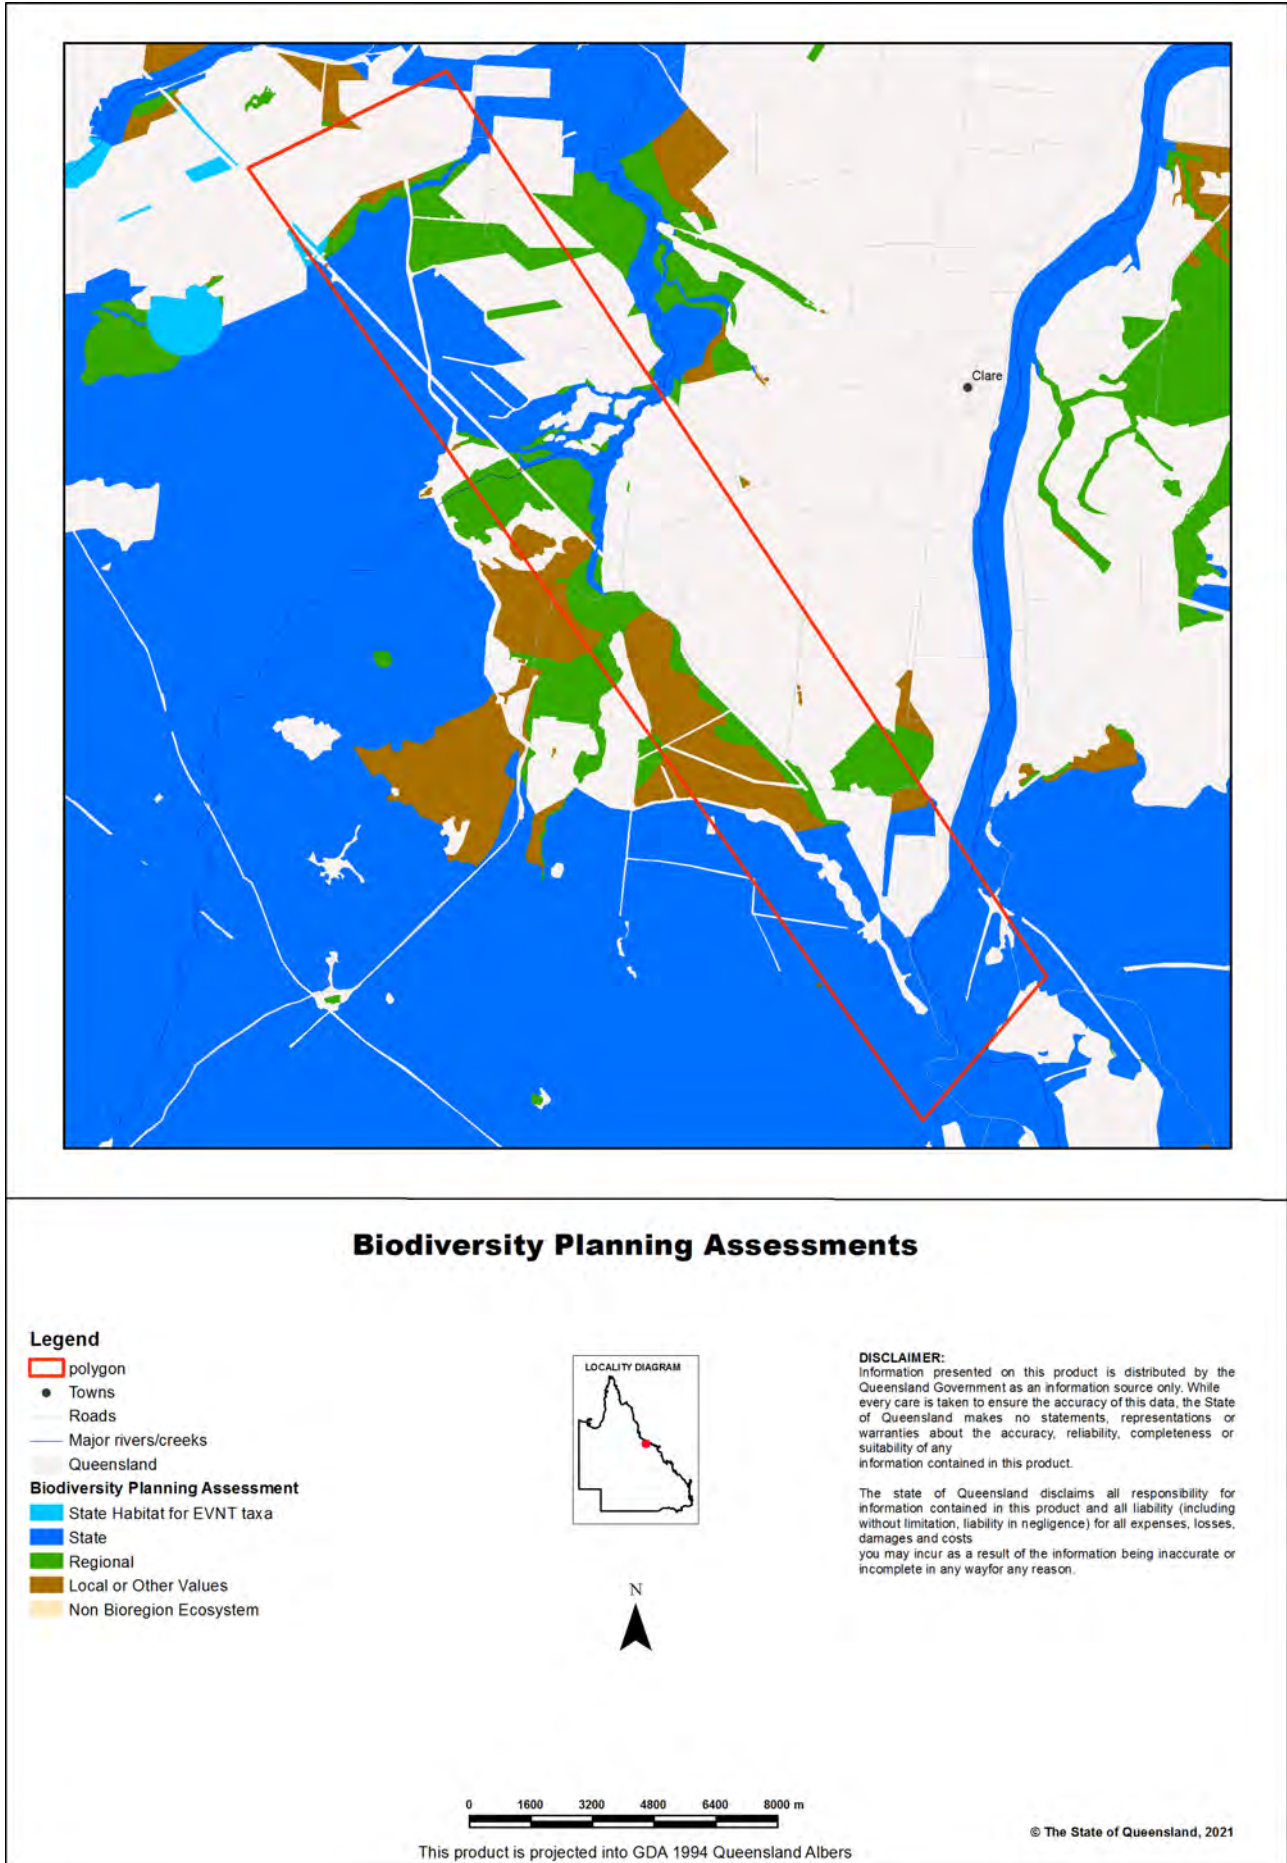 Clare
Biodiversity Planning Assessments
Legend
polygon
Towns
Roads
Major rivers/creeks
Queensland
Biodiversity Planning Assessment
State Habitat for EVNT taxa
State
Regional
Local or Other Values
Non Bioregion Ecosystem
LOCALITY DIAGRAM
N
DISCLAIMER:
Information presented on this product is distributed by the
Queensland Government as an information source only. While
every care is taken to ensure the accuracy of this data, the State
of Queensland makes no statements, representations or
warranties about the accuracy, reliability, completeness or
suitability of any
information contained in this product.
The state of Queensland disclaims all responsibility for
information contained in this product and all liability (including
without limitation, liability in negligence) for all expenses, losses,
damages and costs
you may incur as a result of the information being inaccurate or
incomplete in any wayfor any reason.
0 1600 3200 4800 6400 8000 m
This product is projected into GDA 1994 Queensland Albers
© The State of Queensland, 2021